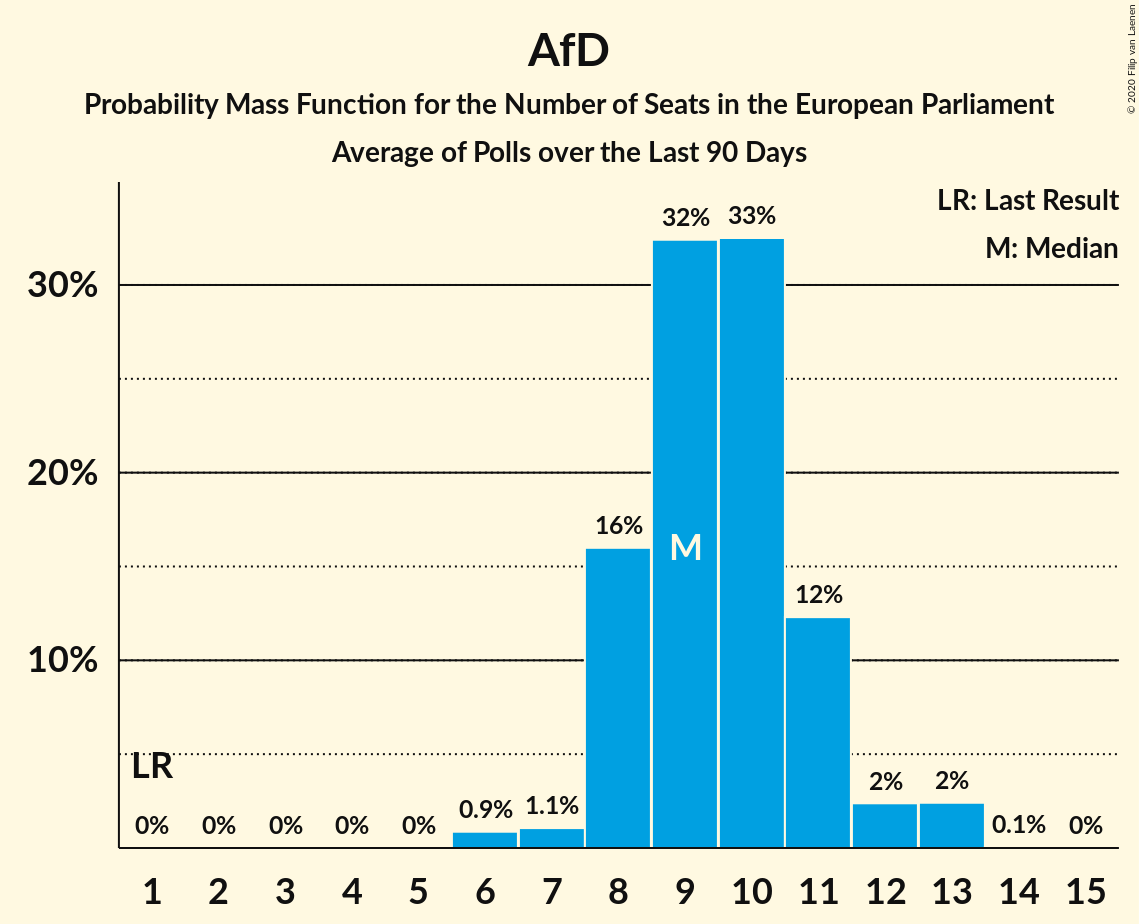 AfD
Probability Mass Function for the Number of Seats in the European Parliament
Average of Polls over the Last 90 Days
© 2020 Filip van Laenen
LR: Last Result
M: Median
32% 33%
30%
20%
16%
M
12%
10%
LR
2% 2%
0% 0% 0% 0% 0% 0.9% 1.1% 0.1% 0%
1 2 3 4 5 6 7 8 9 10 11 12 13 14 15